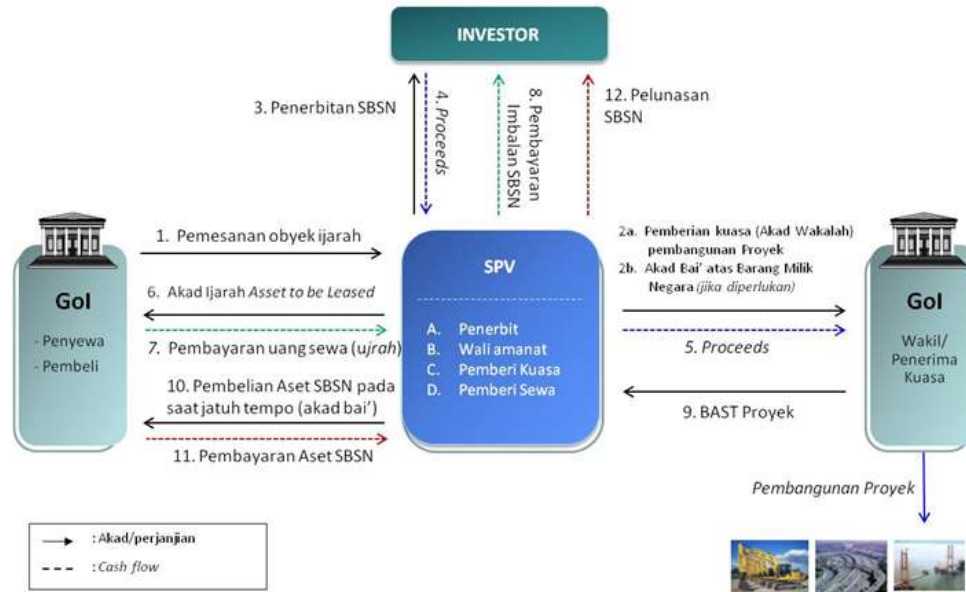 INVESTOR
3. Penerbitan SBSN
4. Proceeds
8. Pembayaran
Imbalan SBSN
12. Pelunasan
SBSN
1. Pemesanan obyek ijarah
6. Akad Ijarah Asset to be Leased
7. Pembayaran uang sewa (ujrah)
10. Pembelian Aset SBSN pada
saat jatuh tempo (akad bai’)
11. Pembayaran Aset SBSN
GoI
- Penyewa
- Pembeli
SPV
A. Penerbit
B. Wali amanat
C. Pemberi Kuasa
D. Pemberi Sewa
2a. Pemberian kuasa (Akad Wakalah)
pembangunan Proyek
2b. Akad Bai’ atas Barang Milik
Negara (jika diperlukan)
5. Proceeds
9. BAST Proyek
GoI
Wakil/
Penerima
Kuasa
Pembangunan Proyek
: Akad/perjanjian
: Cash flow